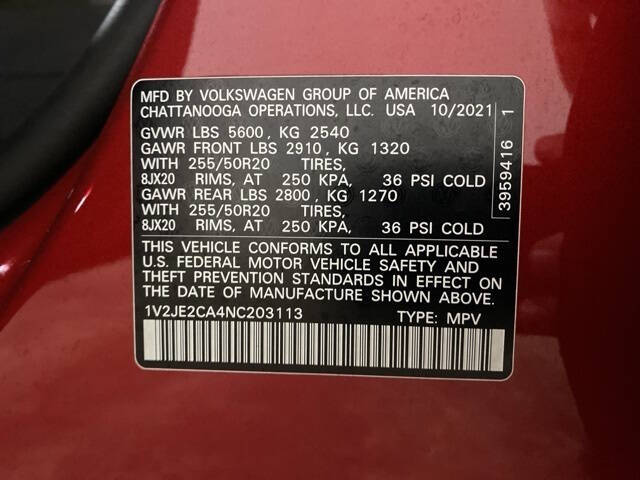 MFD BY VOLKSWAGEN GROUP OF AMERICA
CHATTANOOGA OPERATIONS, LLC. USA 10/2021
GVWR LBS 5600, KG 2540
GAWR FRONT LBS 2910, KG 1320
WITH 255/50R20 TIRES,
8JX20 RIMS, AT 250 KPA, 36 PSI COLD
GAWR REAR LBS 2800, KG 1270
WITH 255/50R20 TIRES,
8JX20 RIMS, AT 250 KPA, 36 PSI COLD
THIS VEHICLE CONFORMS TO ALL APPLICABLE
U.S. FEDERAL MOTOR VEHICLE SAFETY AND
THEFT PREVENTION STANDARDS IN EFFECT ON
THE DATE OF MANUFACTURE SHOWN ABOVE.
1V2JE2CA4NC203113 TYPE: MPV
3959416 1